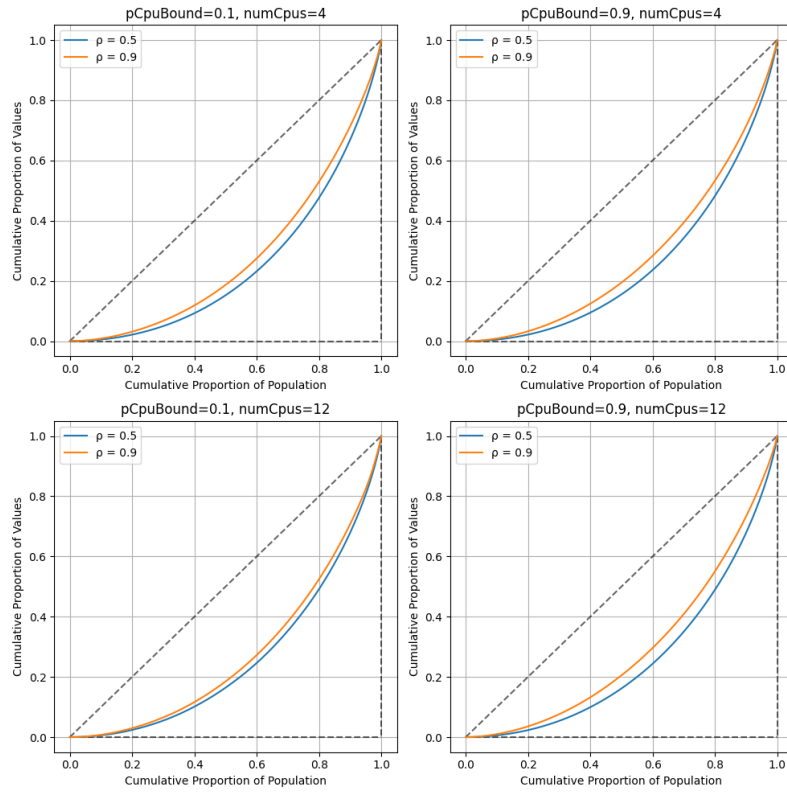 pCpuBound=0.1, numCpus=4
1.0
0.8
0.6
0.4
0.2
0.0
Cumulative Proportion of Values
ρ = 0.5
ρ = 0.9
0.0 0.2 0.4 0.6 0.8 1.0
Cumulative Proportion of Population
pCpuBound=0.9, numCpus=4
1.0
0.8
0.6
0.4
0.2
0.0
Cumulative Proportion of Values
ρ = 0.5
ρ = 0.9
0.0 0.2 0.4 0.6 0.8 1.0
Cumulative Proportion of Population
pCpuBound=0.1, numCpus=12
1.0
0.8
0.6
0.4
0.2
0.0
Cumulative Proportion of Values
ρ = 0.5
ρ = 0.9
0.0 0.2 0.4 0.6 0.8 1.0
Cumulative Proportion of Population
pCpuBound=0.9, numCpus=12
1.0
0.8
0.6
0.4
0.2
0.0
Cumulative Proportion of Values
ρ = 0.5
ρ = 0.9
0.0 0.2 0.4 0.6 0.8 1.0
Cumulative Proportion of Population